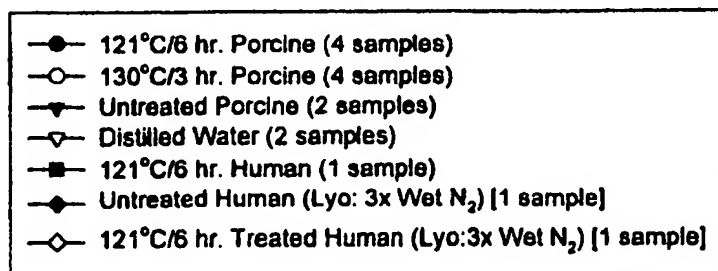 121°C/6 hr. Porcine (4 samples)
130°C/3 hr. Porcine (4 samples)
Untreated Porcine (2 samples)
Distilled Water (2 samples)
121°C/6 hr. Human (1 sample)
Untreated Human (Lyo: 3x Wet N₂) [1 sample]
121°C/6 hr. Treated Human (Lyo:3x Wet N₂) [1 sample]